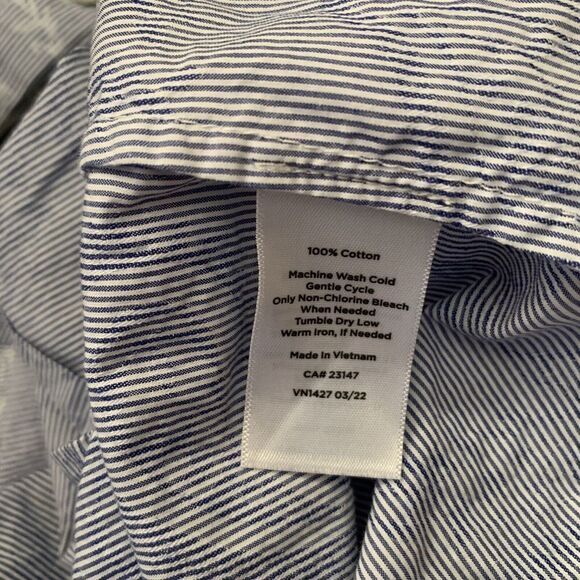 100% Cotton
Machine Wash Cold
Gentle Cycle
Only Non-Chlorine Bleach
When Needed
Tumble Dry Low
Warm Iron, If Needed
Made in Vietnam
CA# 23147
VN1427 03/22